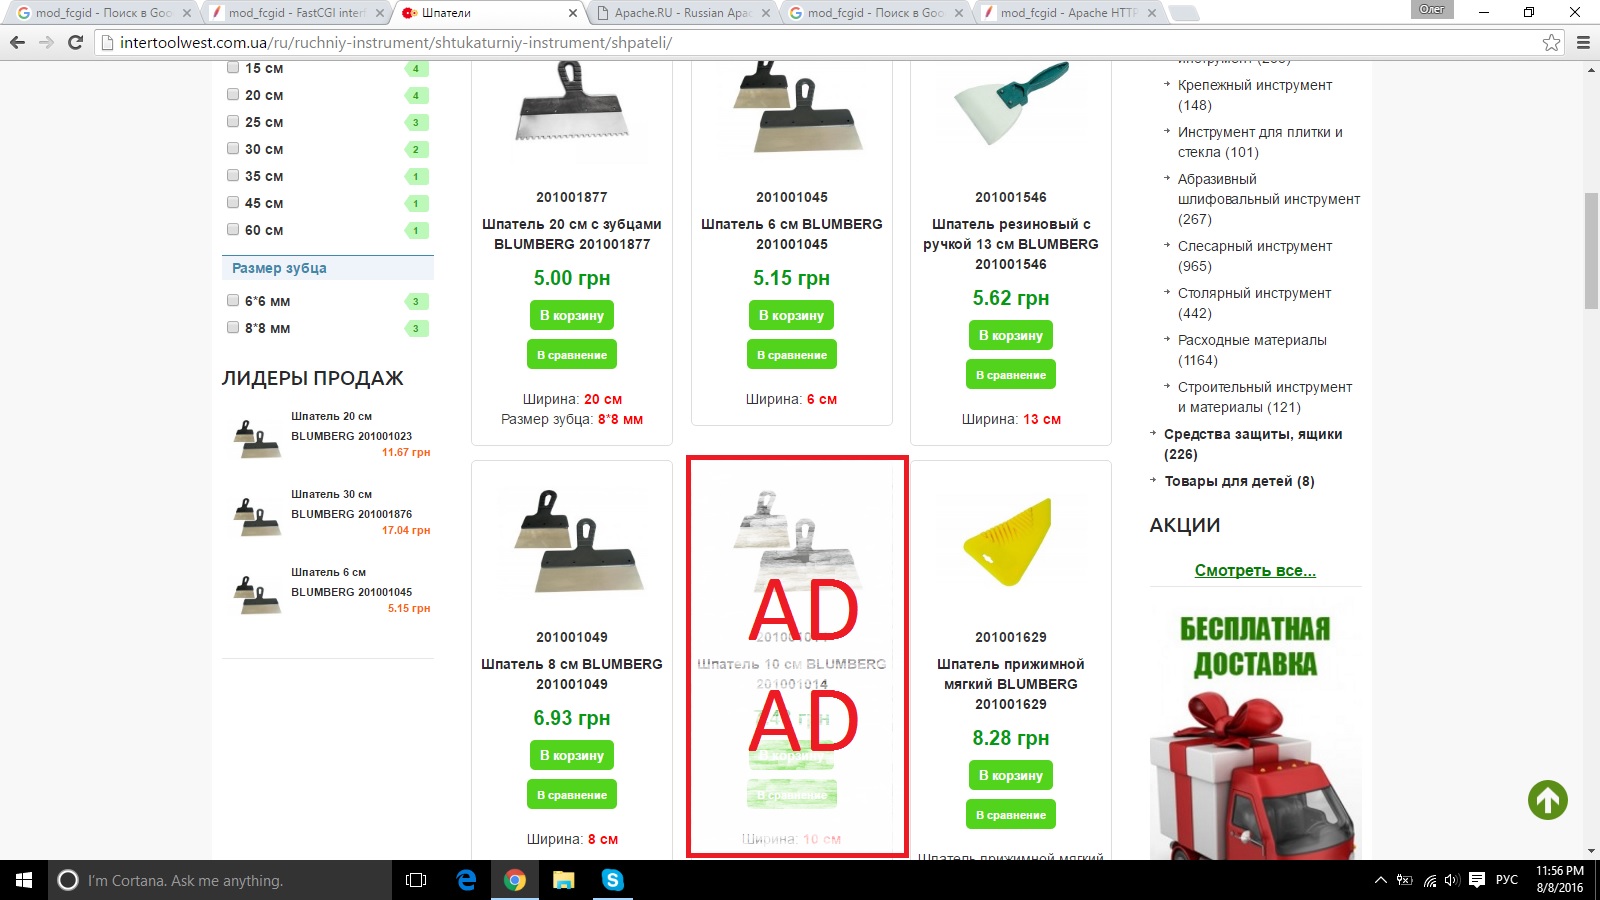 mod_fcgid - Поиск в Goo
mod_fcgid - FastCGI interf
Шпатели
Apache.RU - Russian Apac
mod_fcgid - Поиск в Goo
mod_fcgid - Apache HTTP
Олег
intertoolwest.com.ua/ru/ruchniy-instrument/shtukaturniy-instrument/shpateli/
15 см 4
20 см 4
25 см 3
30 см 2
35 см 1
45 см 1
60 см 1
Размер зубца
6*6 мм 3
8*8 мм 3
ЛИДЕРЫ ПРОДАЖ
Шпатель 20 см
BLUMBERG 201001023
11.67 грн
Шпатель 30 см
BLUMBERG 201001876
17.04 грн
Шпатель 6 см
BLUMBERG 201001045
5.15 грн
201001877
Шпатель 20 см с зубцами
BLUMBERG 201001877
5.00 грн
В корзину
В сравнение
Ширина: 20 см
Размер зубца: 8*8 мм
201001045
Шпатель 6 см BLUMBERG
201001045
5.15 грн
В корзину
В сравнение
Ширина: 6 см
201001546
Шпатель резиновый с
ручкой 13 см BLUMBERG
201001546
5.62 грн
В корзину
В сравнение
Ширина: 13 см
201001049
Шпатель 8 см BLUMBERG
201001049
6.93 грн
В корзину
В сравнение
Ширина: 8 см
AD
Шпатель 10 см BLUMBERG
201001014
AD
грн
В корзину
В сравнение
Ширина: 10 см
201001629
Шпатель прижимной
мягкий BLUMBERG
201001629
8.28 грн
В корзину
В сравнение
Шпатель прижимной мягкий
Крепежный инструмент
(148)
Инструмент для плитки и
стекла (101)
Абразивный
шлифовальный инструмент
(267)
Слесарный инструмент
(965)
Столярный инструмент
(442)
Расходные материалы
(1164)
Строительный инструмент
и материалы (121)
Средства защиты, ящики
(226)
Товары для детей (8)
АКЦИИ
Смотреть все...
БЕСПЛАТНАЯ
ДОСТАВКА
I'm Cortana. Ask me anything.
РУС
11:56 PM
8/8/2016